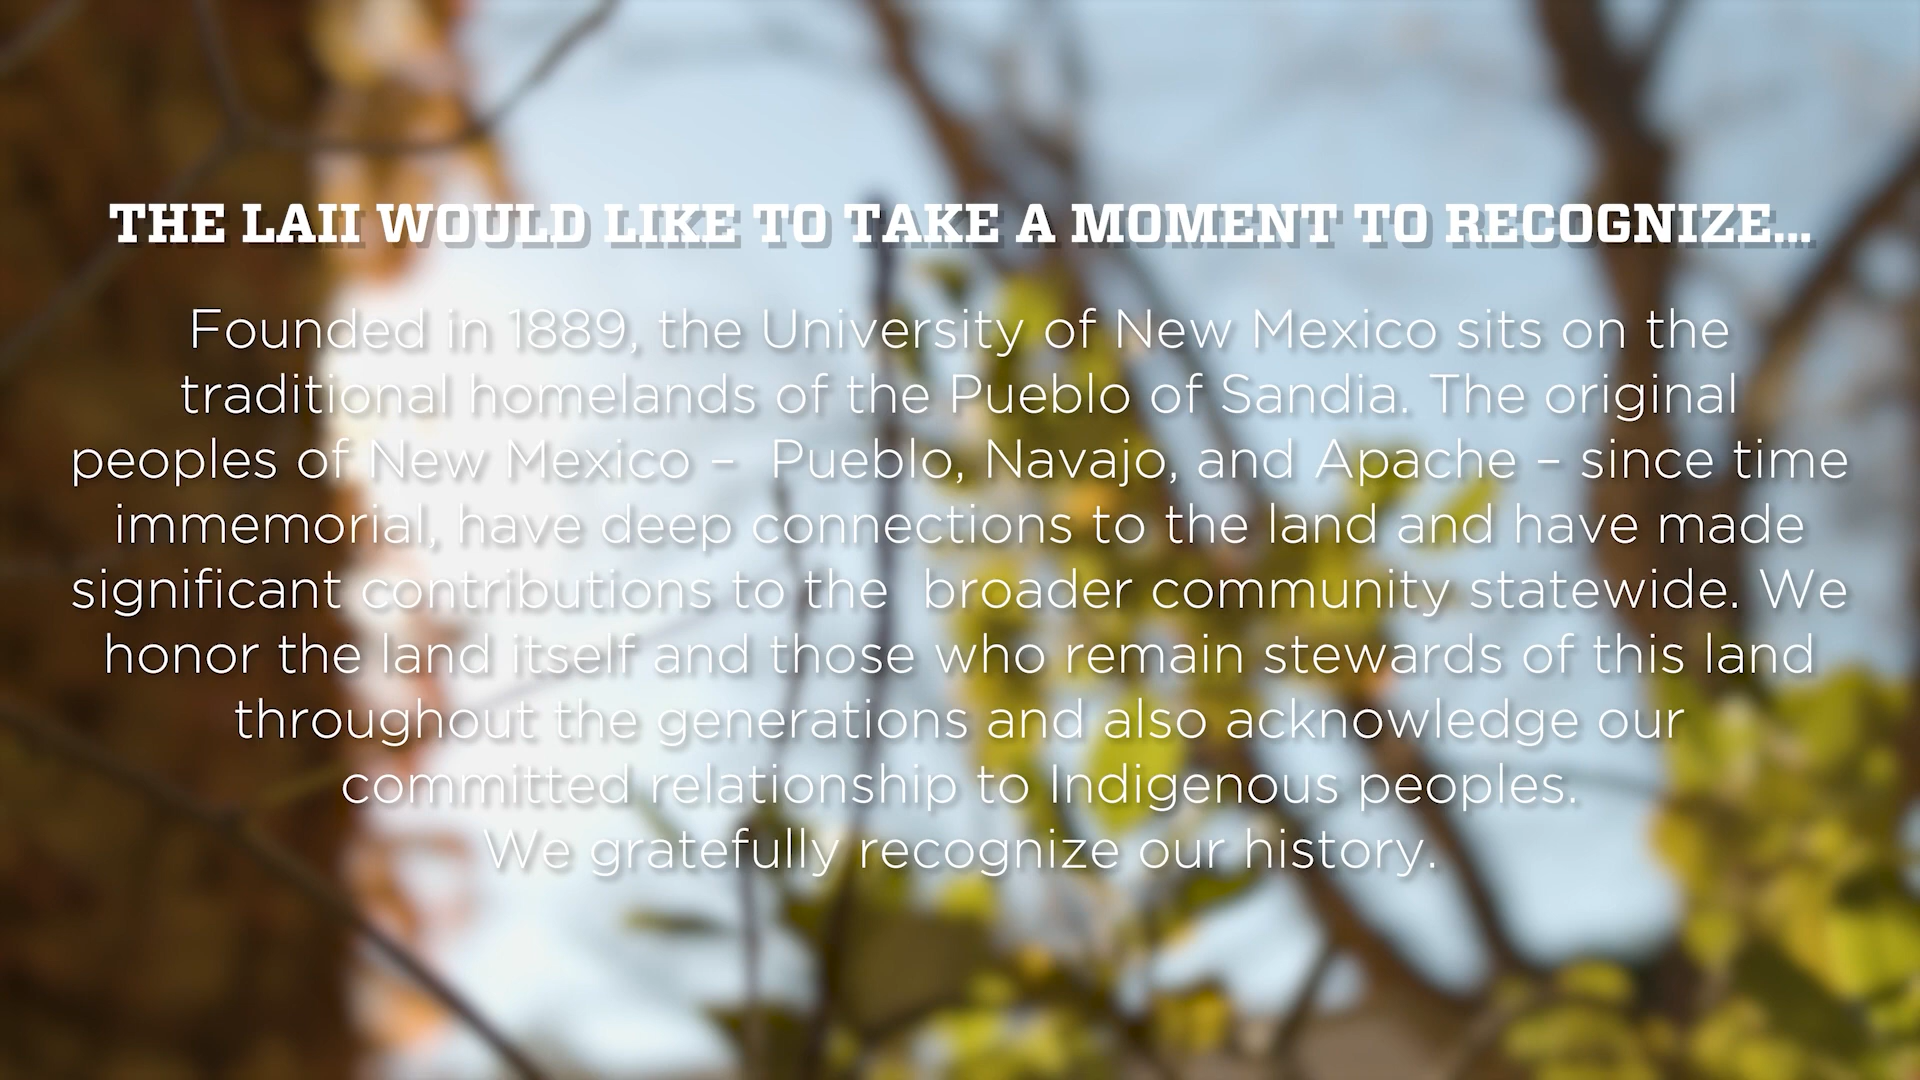 THE LAII WOULD LIKE TO TAKE A MOMENT TO RECOGNIZE...
Founded in 1889, the University of New Mexico sits on the
traditional homelands of the Pueblo of Sandia. The original
peoples of New Mexico – Pueblo, Navajo, and Apache – since time
immemorial, have deep connections to the land and have made
significant contributions to the broader community statewide. We
honor the land itself and those who remain stewards of this land
throughout the generations and also acknowledge our
committed relationship to Indigenous peoples.
We gratefully recognize our history.